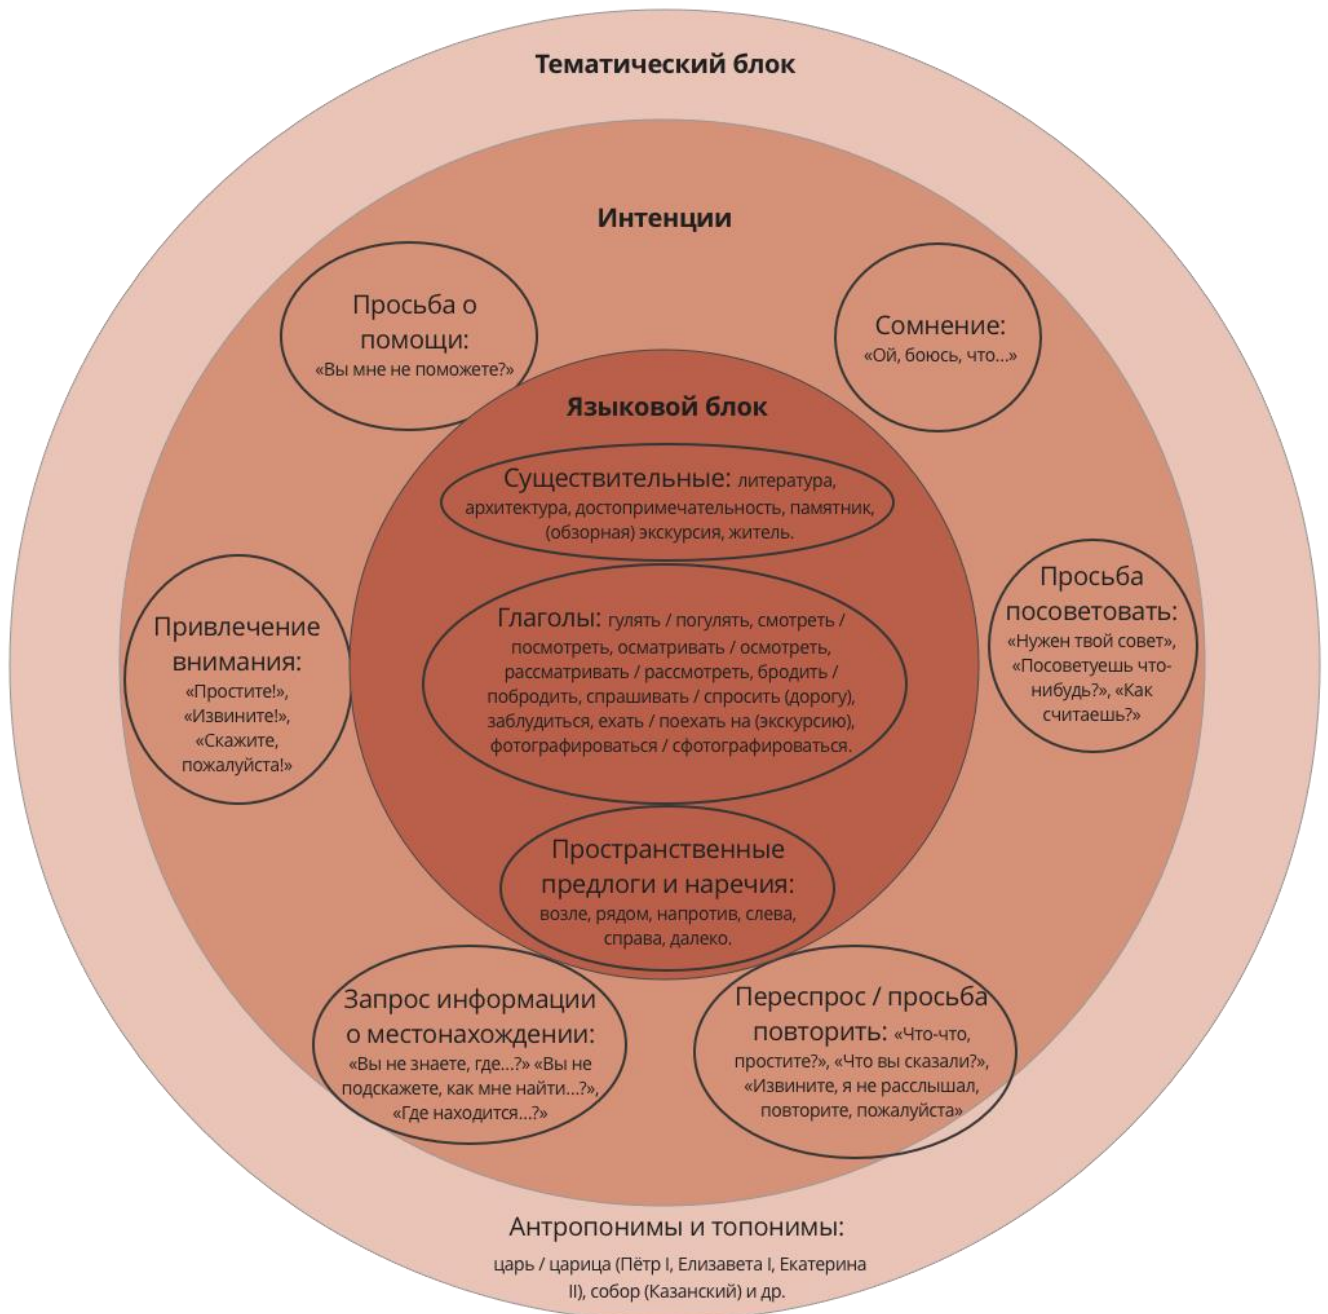 Тематический блок
Интенции
Просьба о
помощи:
«Вы мне не поможете?»
Сомнение:
«Ой, боюсь, что...»
Языковой блок
Существительные: литература,
архитектура, достопримечательность, памятник,
(обзорная) экскурсия, житель.
Глаголы: гулять / погулять, смотреть /
посмотреть, осматривать / осмотреть,
рассматривать / рассмотреть, бродить /
побродить, спрашивать / спросить (дорогу),
заблудиться, ехать / поехать на (экскурсию),
фотографироваться / сфотографироваться.
Привлечение
внимания:
«Простите!»,
«Извините!»,
«Скажите,
пожалуйста!»
Просьба
посоветовать:
«Нужен твой совет»,
«Посоветуешь что-
нибудь?», «Как
считаешь?»
Пространственные
предлоги и наречия:
возле, рядом, напротив, слева,
справа, далеко.
Запрос информации
о местонахождении:
«Вы не знаете, где...?» «Вы не
подскажете, как мне найти...?»,
«Где находится...?»
Переспрос / просьба
повторить: «Что-что,
простите?», «Что вы сказали?»,
«Извините, я не расслышал,
повторите, пожалуйста»
Антропонимы и топонимы:
царь / царица (Пётр I, Елизавета I, Екатерина
II), собор (Казанский) и др.